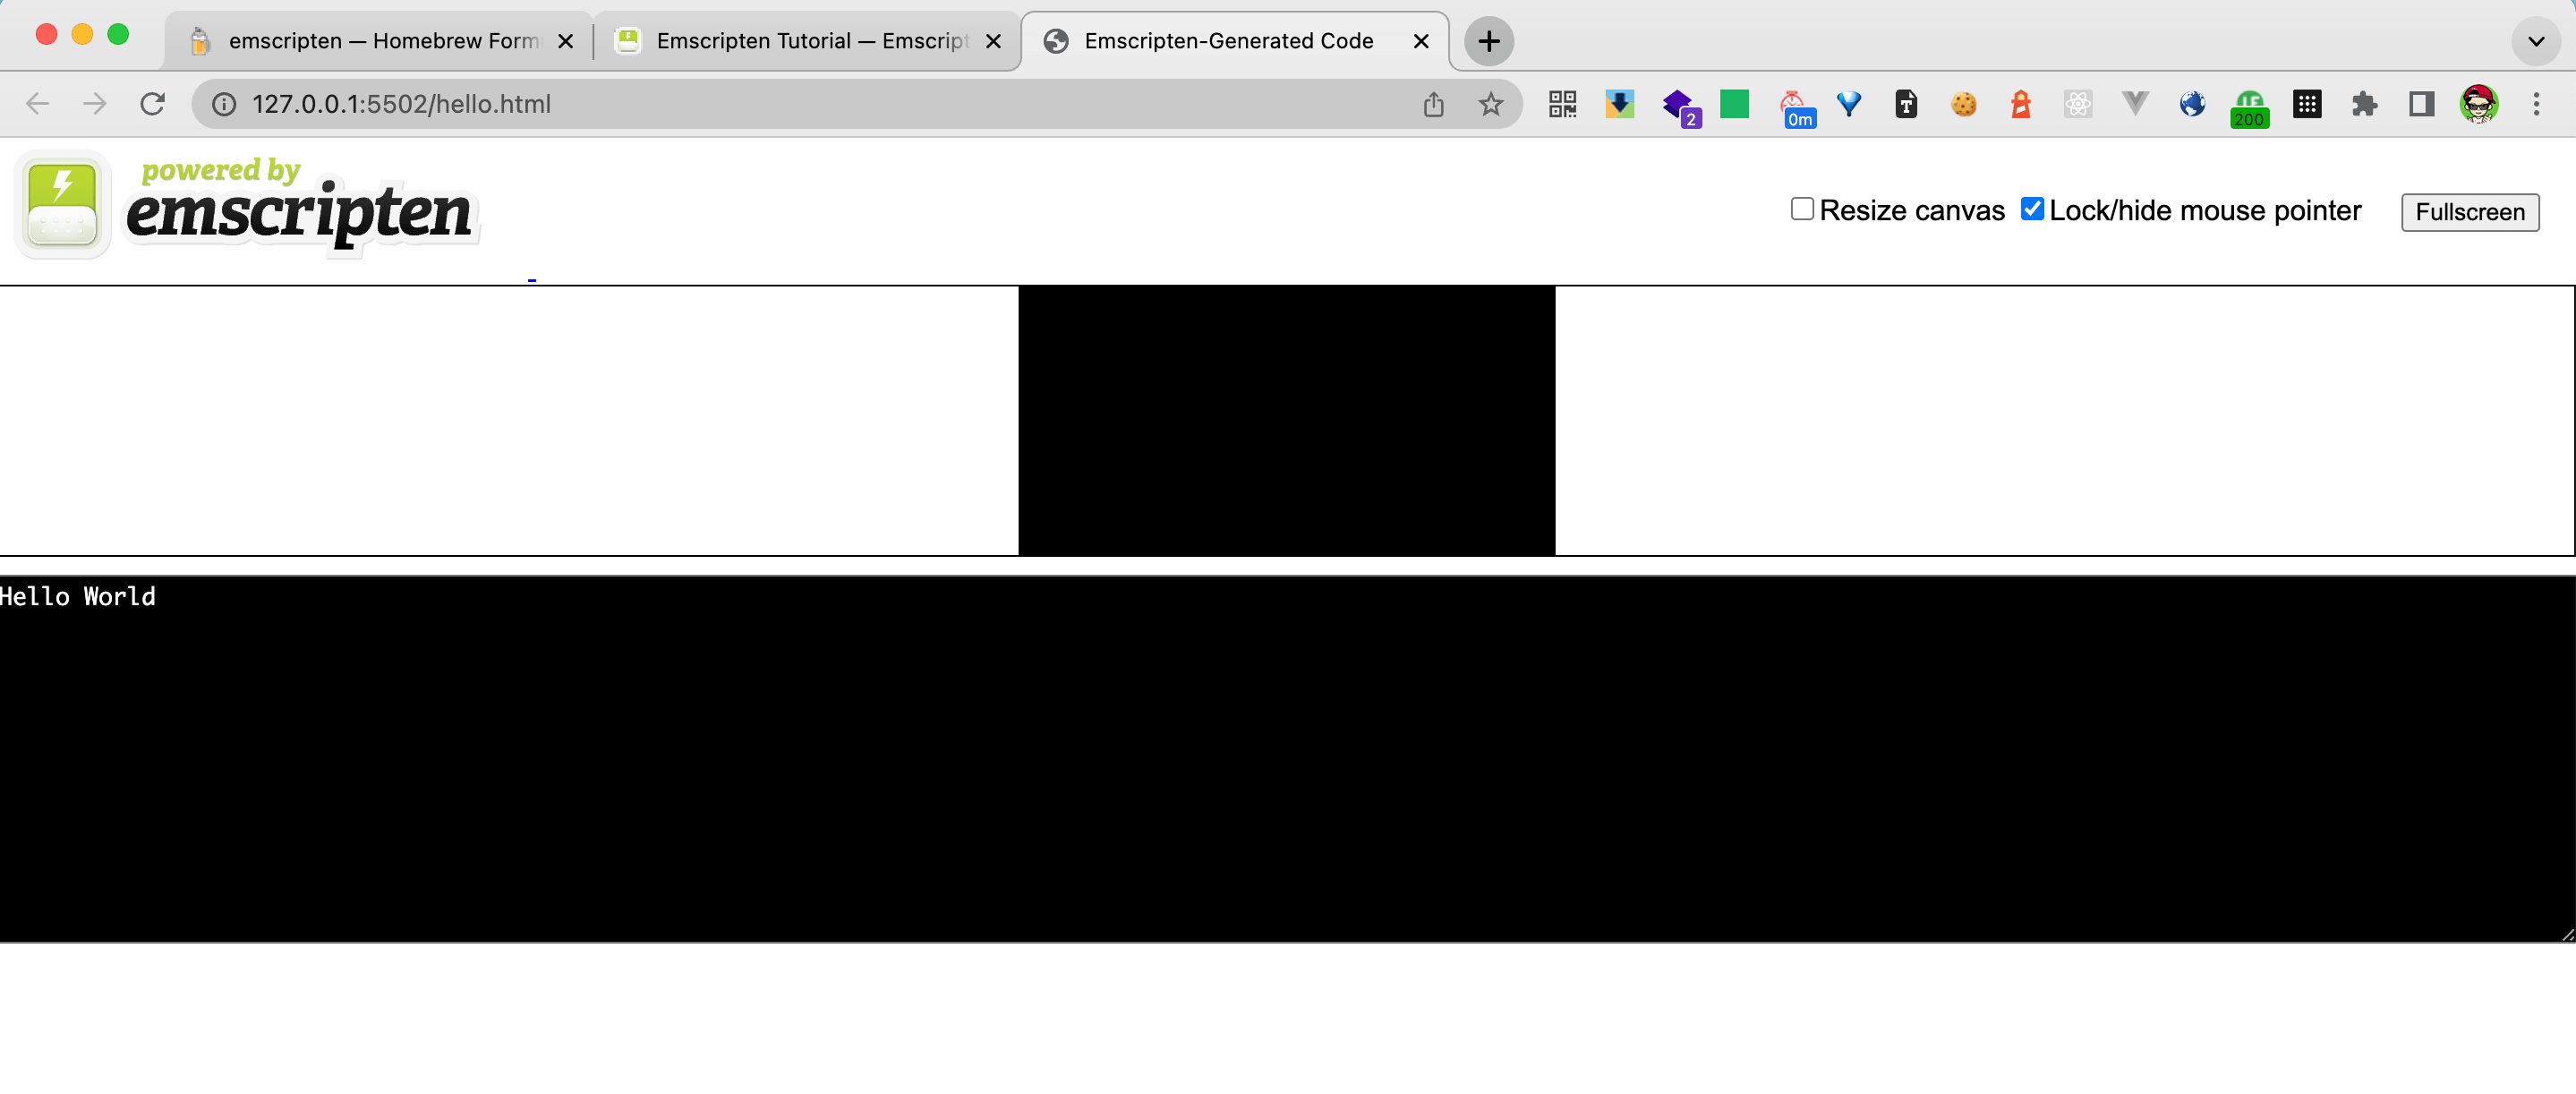 emscripten — Homebrew Form
Emscripten Tutorial — Emscript
Emscripten-Generated Code
127.0.0.1:5502/hello.html
2
0m
200
powered by
emscripten
Resize canvas
Lock/hide mouse pointer
Fullscreen
Hello World